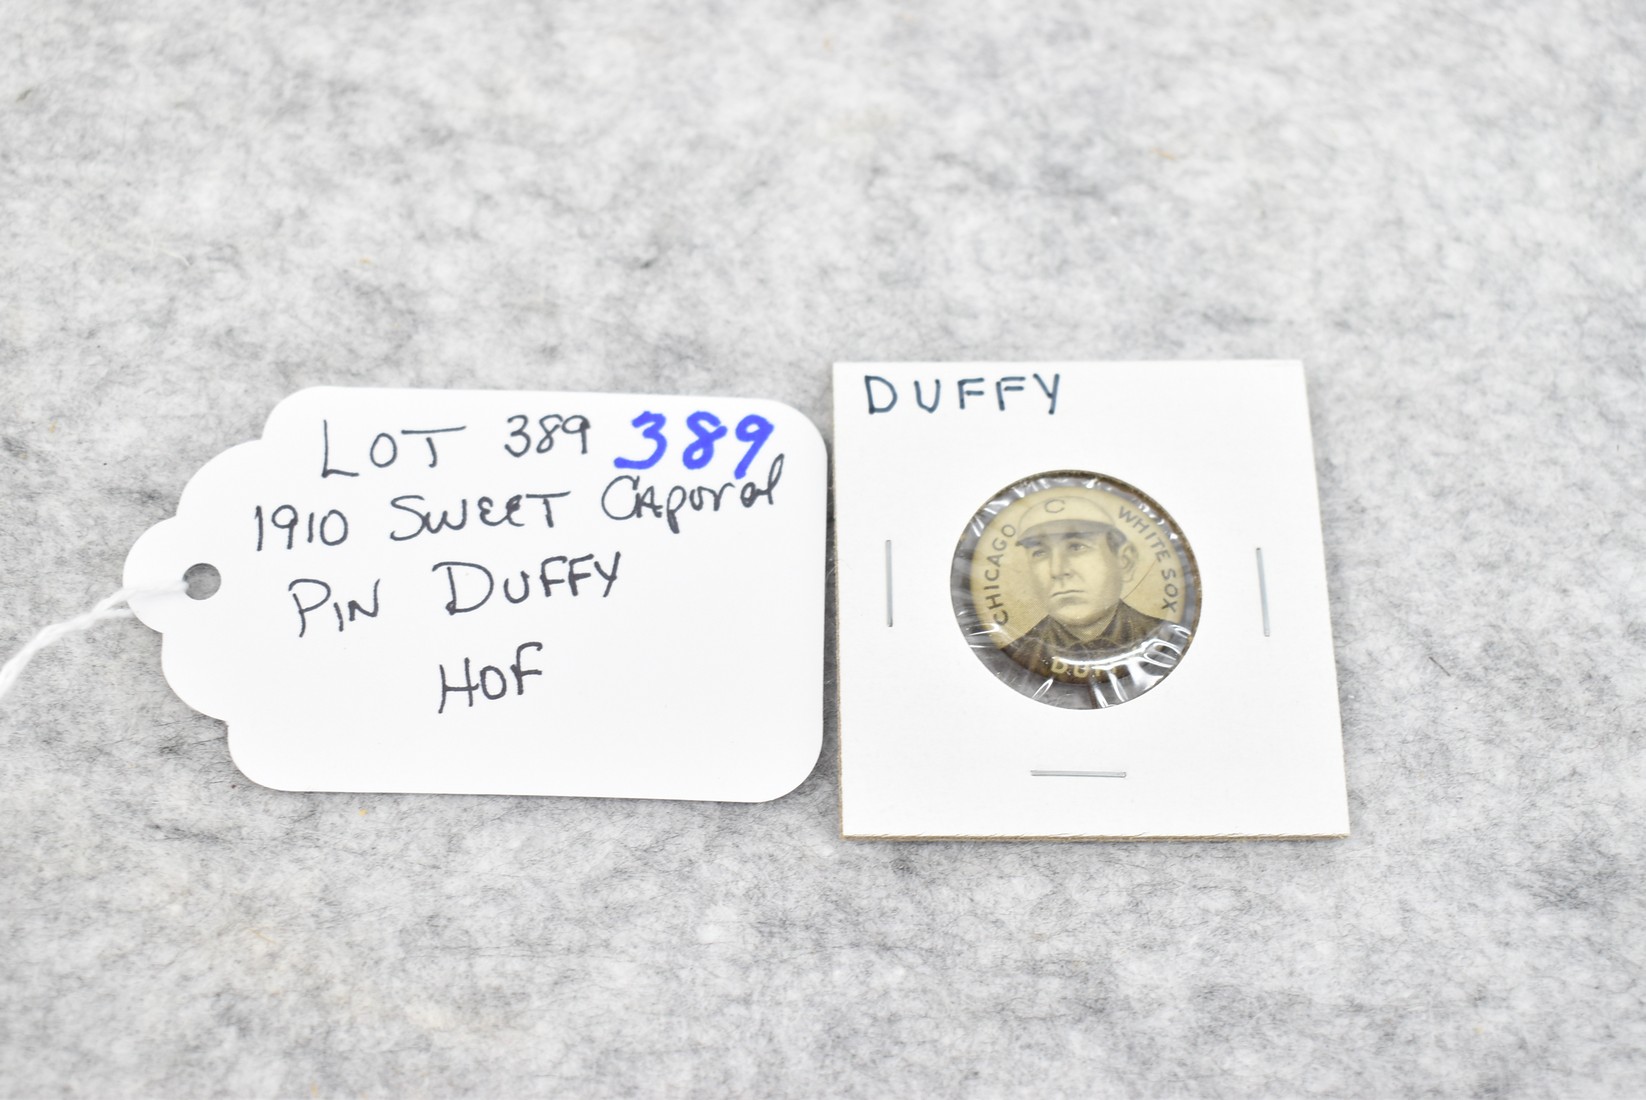 LOT 389 389
1910 SWEET CAPORal
PIN DUFFY
HOF
DUFFY
C
CHICAGO
WHITE SOX